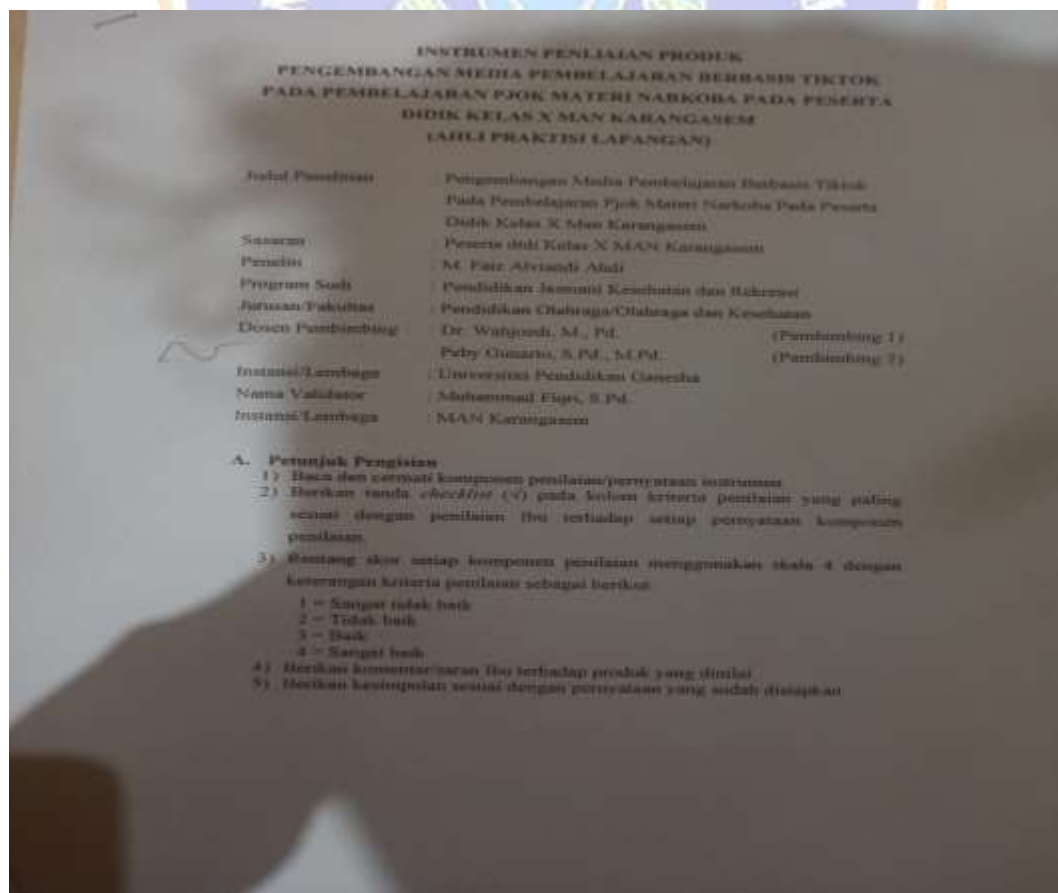 INSTRUMEN PENLIAIAN PRODUK
PENGEMBANGAN MEDIA PEMBELAJARAN BERBASIS TIKTOK
PADA PEMBELAJARAN PJOK MATERI NARKOBA PADA PESERTA
DIDIK KELAS X MAN KARANGASEM
(AHLI PRAKTISI LAPANGAN)
Judul Penelitian : Pengembangan Media Pembelajaran Berbasis Tiktok
Pada Pembelajaran Pjok Materi Narkoba Pada Peserta
Didik Kelas X Man Karangasem
Sasaran : Peserta didi Kelas X MAN Karangasem
Peneliti : M. Faiz Abdi
Program Sudi : Pendidikan Jasmani Kesehatan dan Rekreasi
Jurusan/Fakultas : Pendidikan Olahraga/Olahraga dan Kesehatan
Dosen Pembimbing : Dr. M., Pd. (Pembimbing 1)
S.Pd., M.Pd. (Pembimbing 2)
Instansi/Lembaga : Universitas Pendidikan Ganesha
Nama Validator : Muhammad Fiqri, S.Pd.
Instansi/Lembaga : MAN Karangasem
A. Petunjuk Pengisian
1) Baca dan cermati komponen penilaian/pernyataan instrumen
2) Berikan tanda checklist (√) pada kolom kriteria penilaian yang paling
sesuai dengan penilaian Ibu terhadap setiap pernyataan komponen
penilaian.
3) Rentang skor setiap komponen penilaian menggunakan skala 4 dengan
keterangan kriteria penilaian sebagai berikut
1 = Sangat tidak baik
2 = Tidak baik
3 = Baik
4 = Sangat baik
4) Berikan komentar/saran Ibu terhadap produk yang dinilai
5) Berikan kesimpulan sesuai dengan pernyataan yang sudah disiapkan